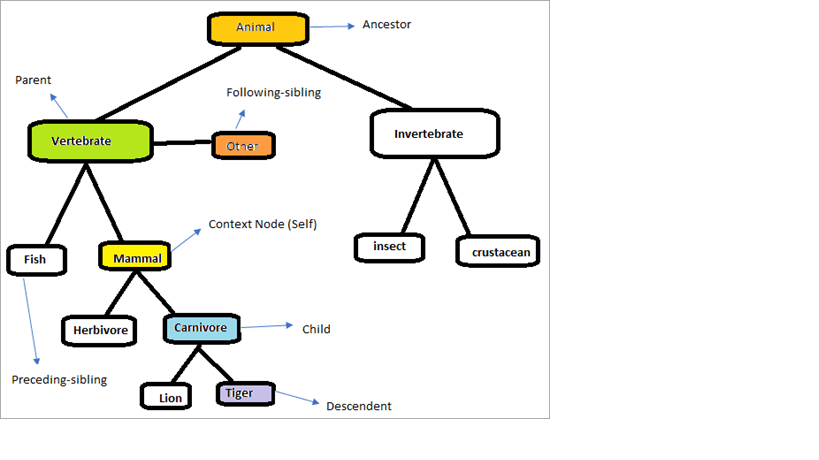 Animal
Ancestor
Parent
Following-sibling
Vertebrate
Other
Invertebrate
Context Node (Self)
Fish
Mammal
insect
crustacean
Herbivore
Carnivore
Child
Preceding-sibling
Lion
Tiger
Descendent